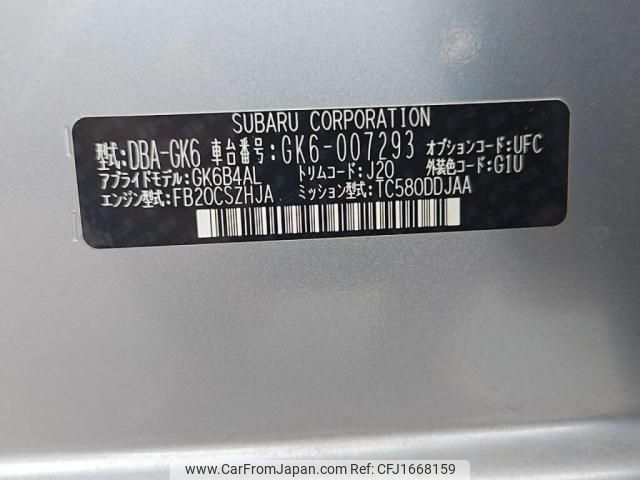 SUBARU CORPORATION
型式:DBA-GK6 車台番号:GK6-007293 オプションコード:UFC
アプライドモデル:GK6B4AL トリムコード:J20 外装色コード:G1U
エンジン型式:FB20CSZHJA ミッション型式:TC580DDJAA
© CarFromJapan.com - CFJ1668159